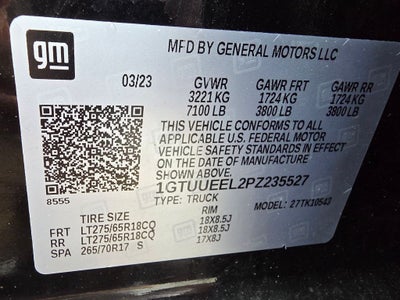 gm
MFD BY GENERAL MOTORS LLC
03/23 GVWR GAWR FRT GAWR RR
3221 KG 1724 KG 1724 KG
7100 LB 3800 LB 3800 LB
THIS VEHICLE CONFORMS TO ALL
APPLICABLE U.S. FEDERAL MOTOR
VEHICLE SAFETY STANDARDS IN EFFECT
ON THE DATE OF MANUFACTURE
SHOWN ABOVE.
1GTUUEEL2PZ235527
8555 TYPE: TRUCK MODEL: 27TK10543
TIRE SIZE RIM
FRT LT275/65R18CQ 18X8.5J
RR LT275/65R18CQ 18X8.5J
SPA 265/70R17 S 17X8J